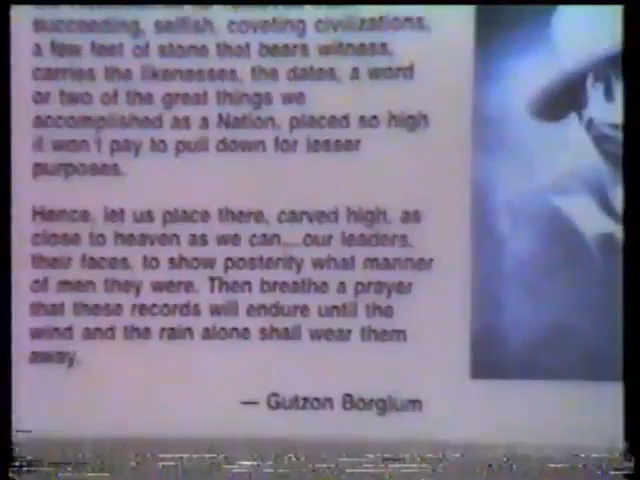 succeeding, selfish, coveting civilizations,
a few feet of stone that bears witness,
carries the likenesses, the dates, a word
or two of the great things we
accomplished as a Nation, placed so high
it won't pay to pull down for lesser
purposes.
Hence, let us place there, carved high, as
close to heaven as we can...our leaders,
their faces, to show posterity what manner
of men they were. Then breathe a prayer
that these records will endure until the
wind and the rain alone shall wear them
away.
— Gutzon Borglum